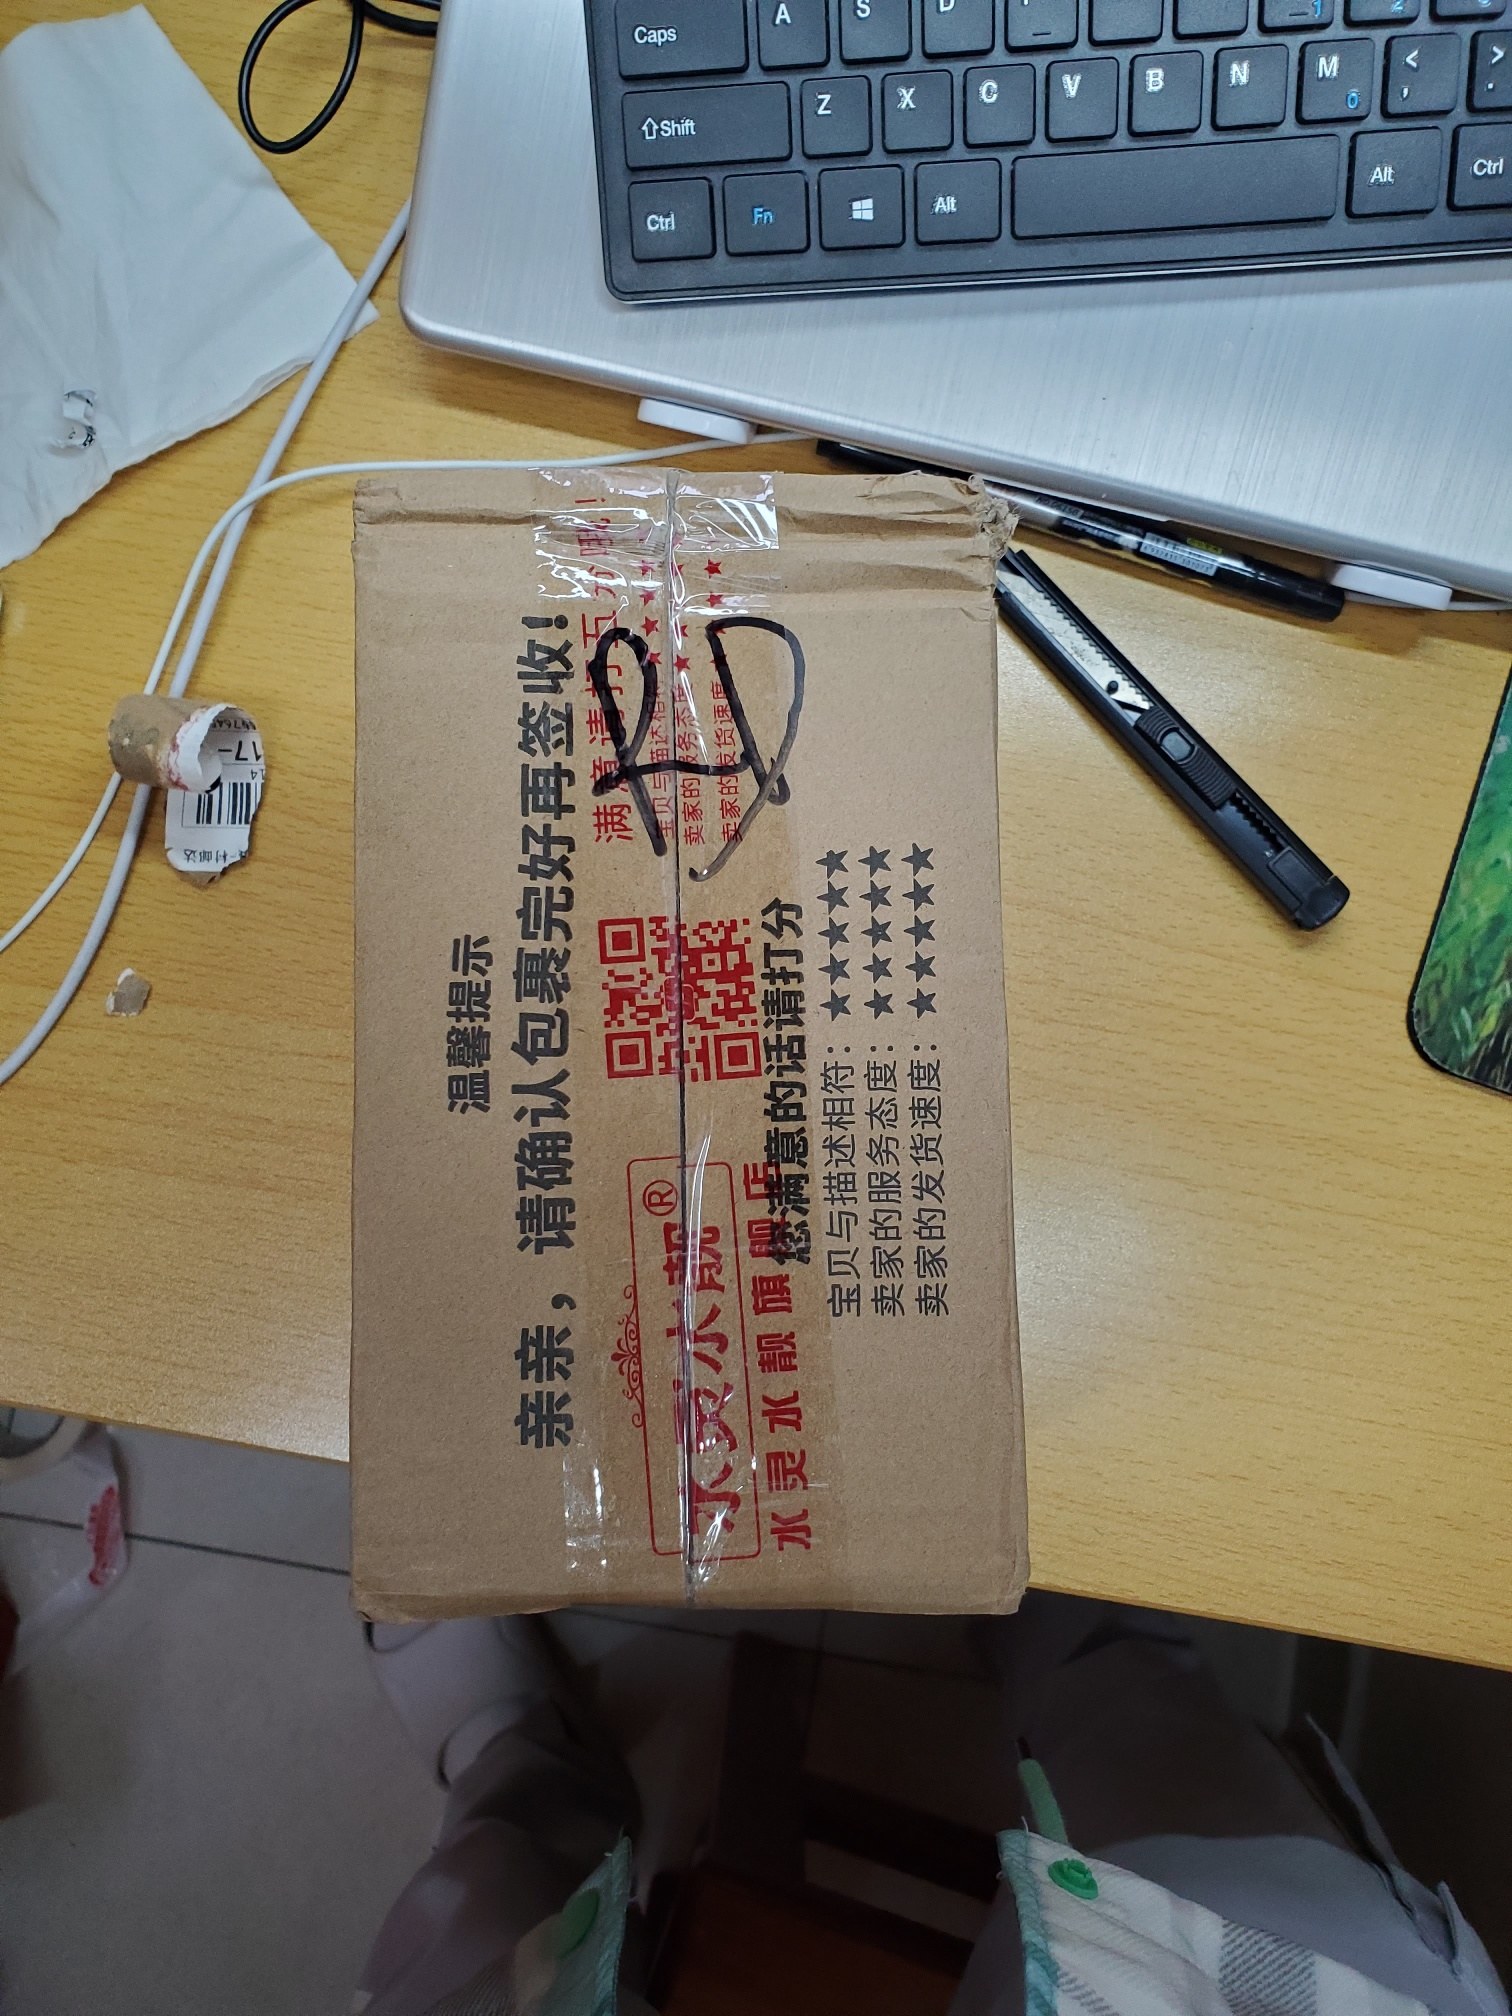 Caps
A
S
D
Shift
Z
X
C
V
B
N
M
0
<
,
>
.
Ctrl
Fn
Alt
Alt
Ctrl
温馨提示
亲亲，请确认包裹完好再签收！
满意请打五分哦！
宝贝与描述相符
卖家的服务态度
卖家的发货速度
水灵水靓®
水灵水靓旗舰店
您满意的话请打分
宝贝与描述相符：★★★★★
卖家的服务态度：★★★★★
卖家的发货速度：★★★★★
17-
14